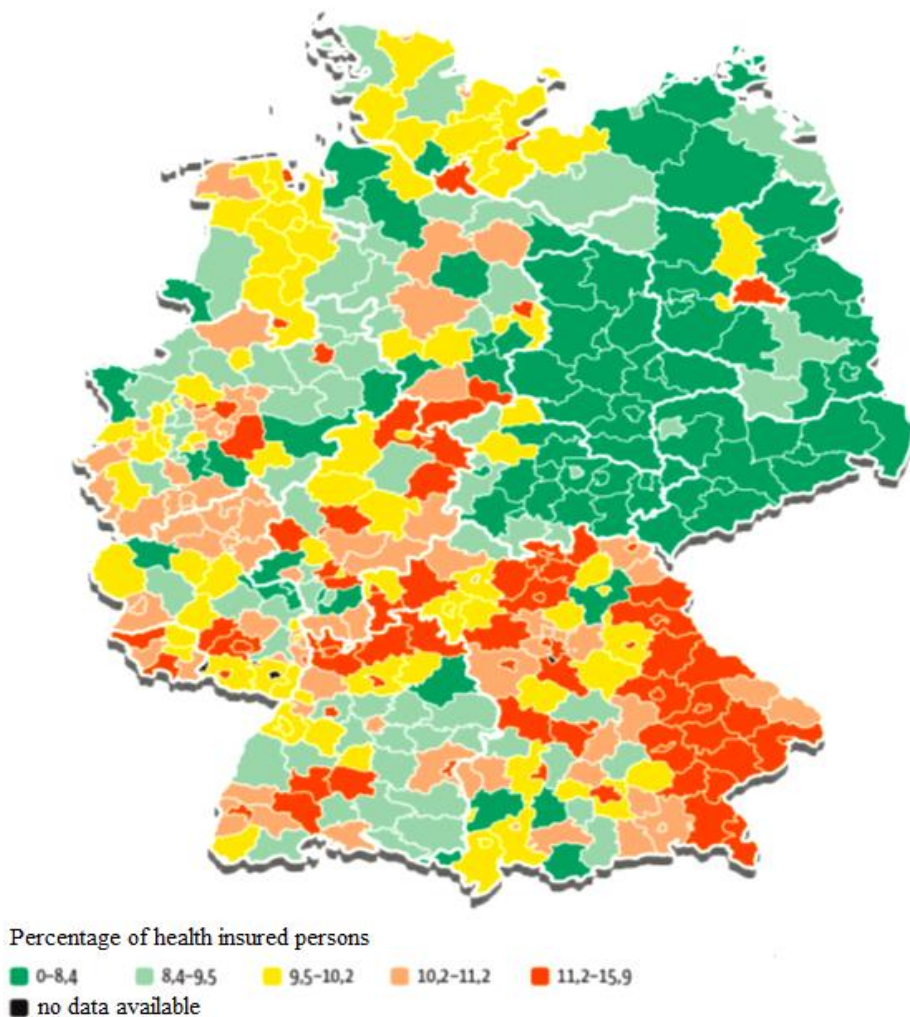 Percentage of health insured persons
0–8,4 8,4–9,5 9,5–10,2 10,2–11,2 11,2–15,9
no data available